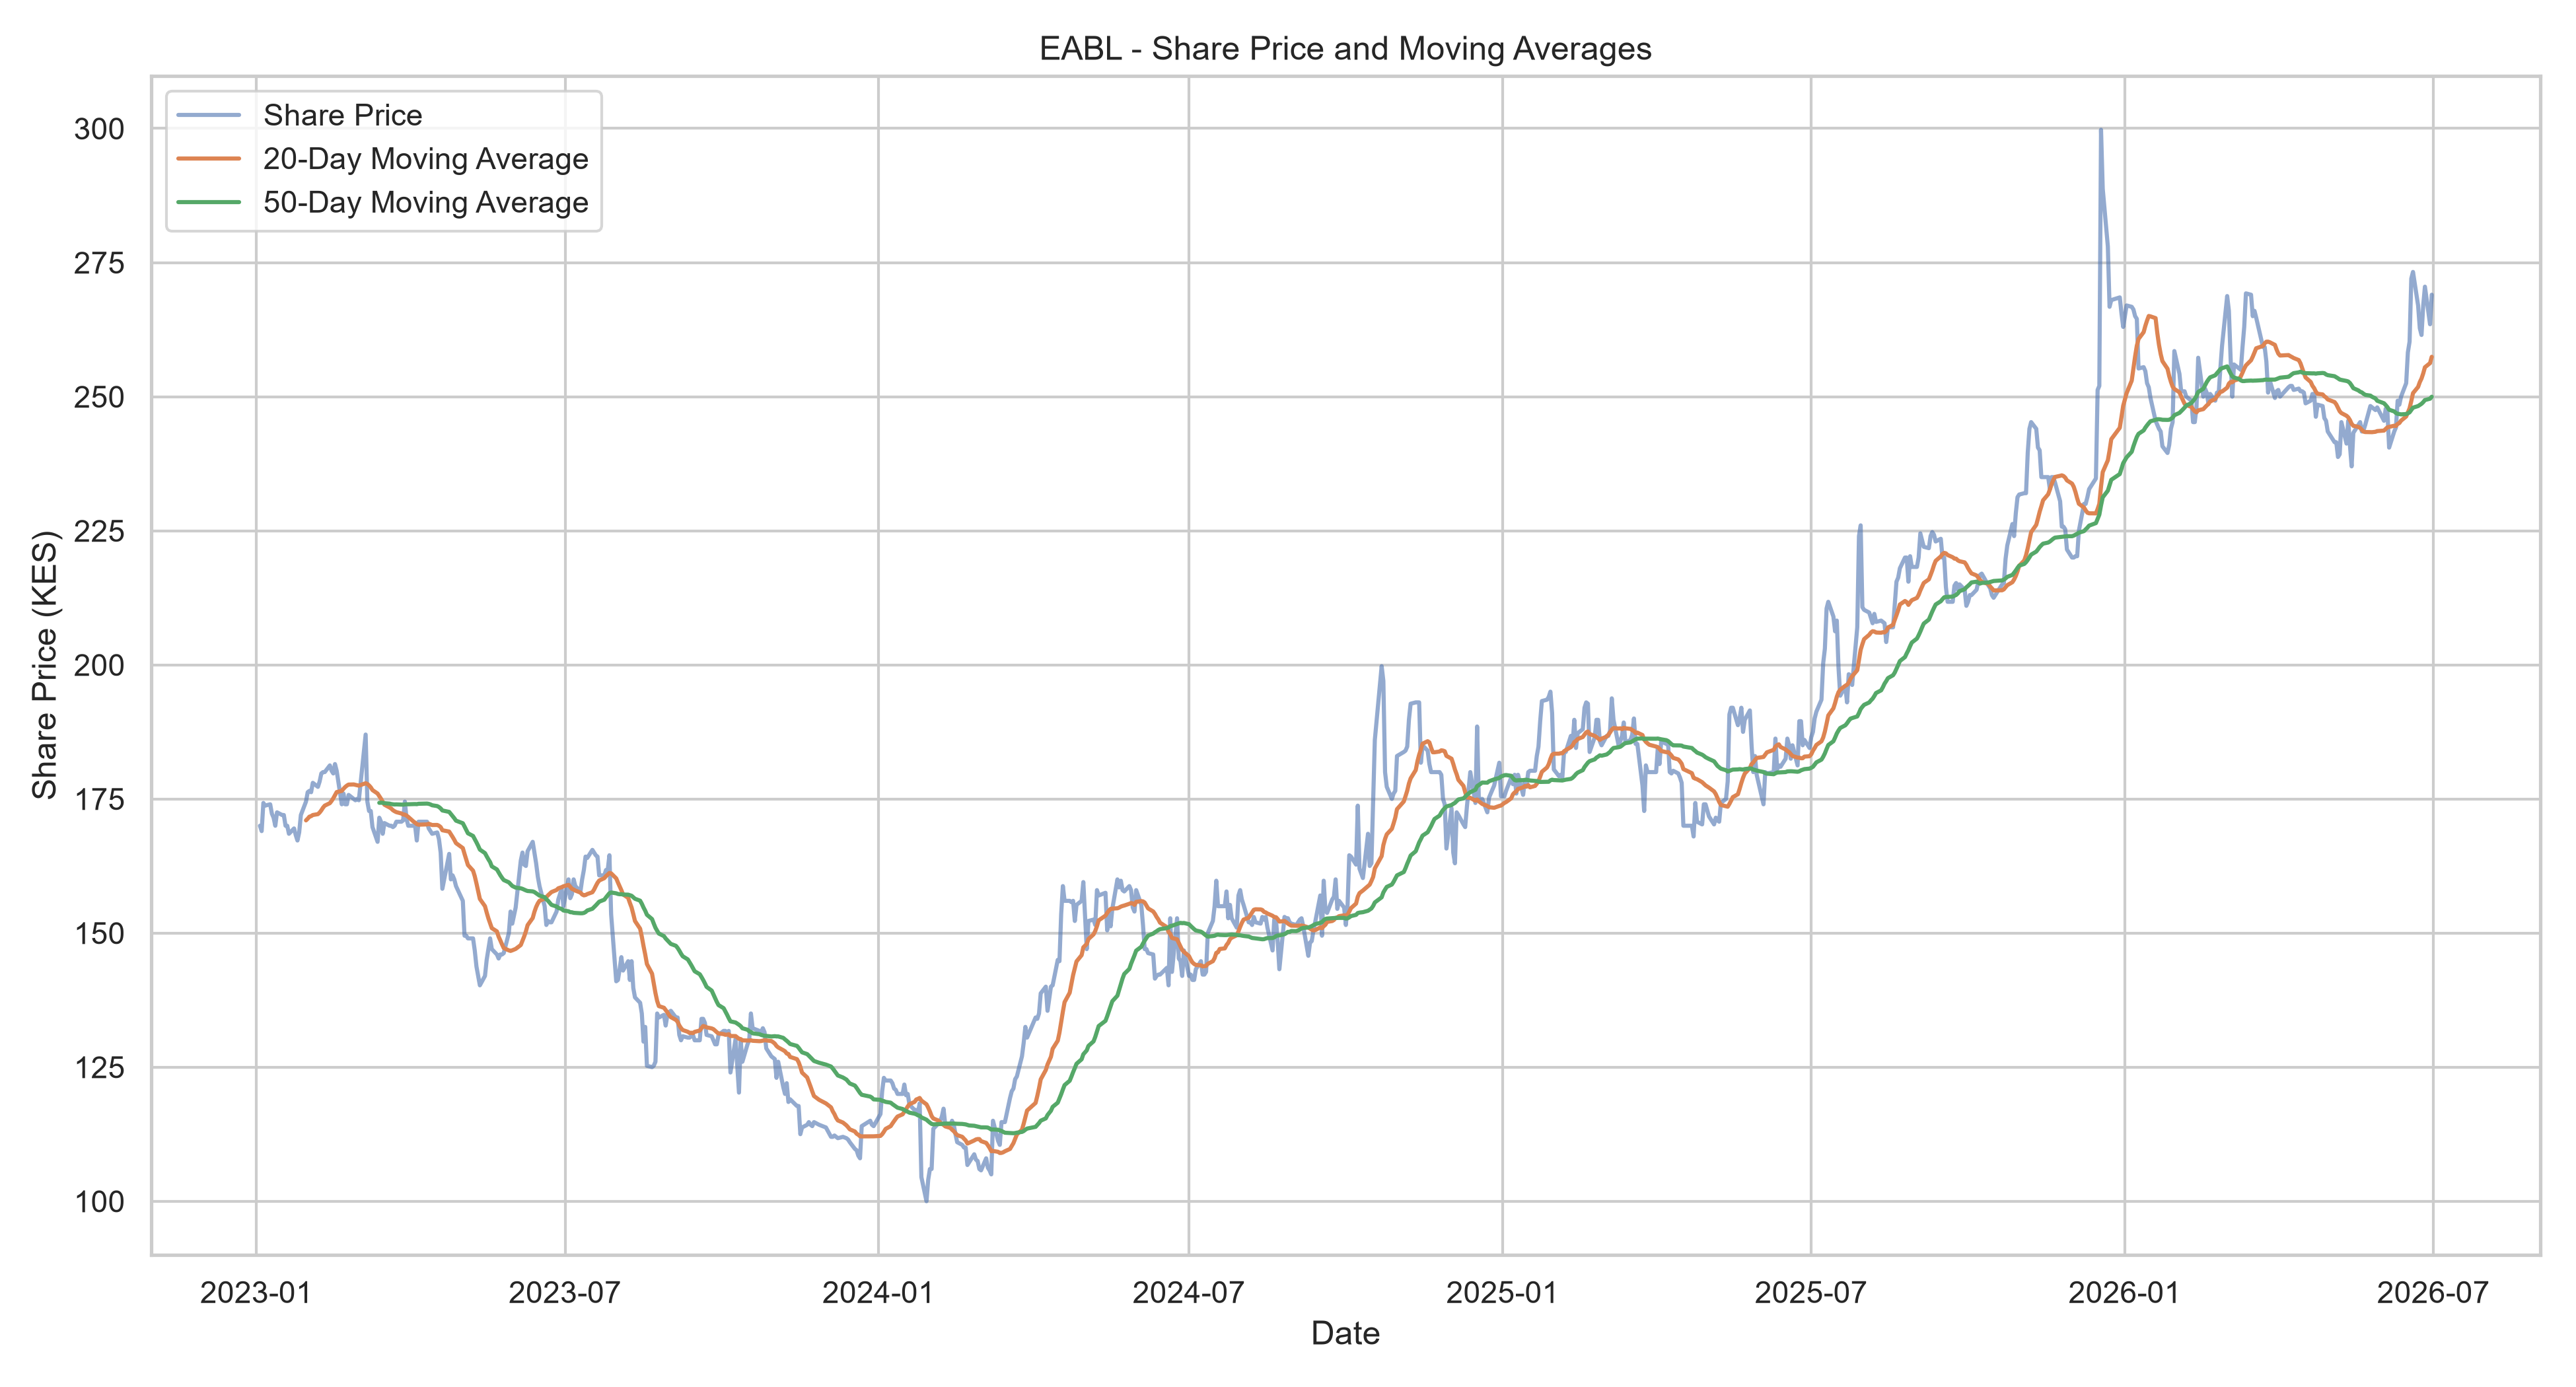 EABL - Share Price and Moving Averages
Share Price
20-Day Moving Average
50-Day Moving Average
Share Price (KES)
300
275
250
225
200
175
150
125
100
2023-01
2023-07
2024-01
2024-07
2025-01
2025-07
2026-01
2026-07
Date